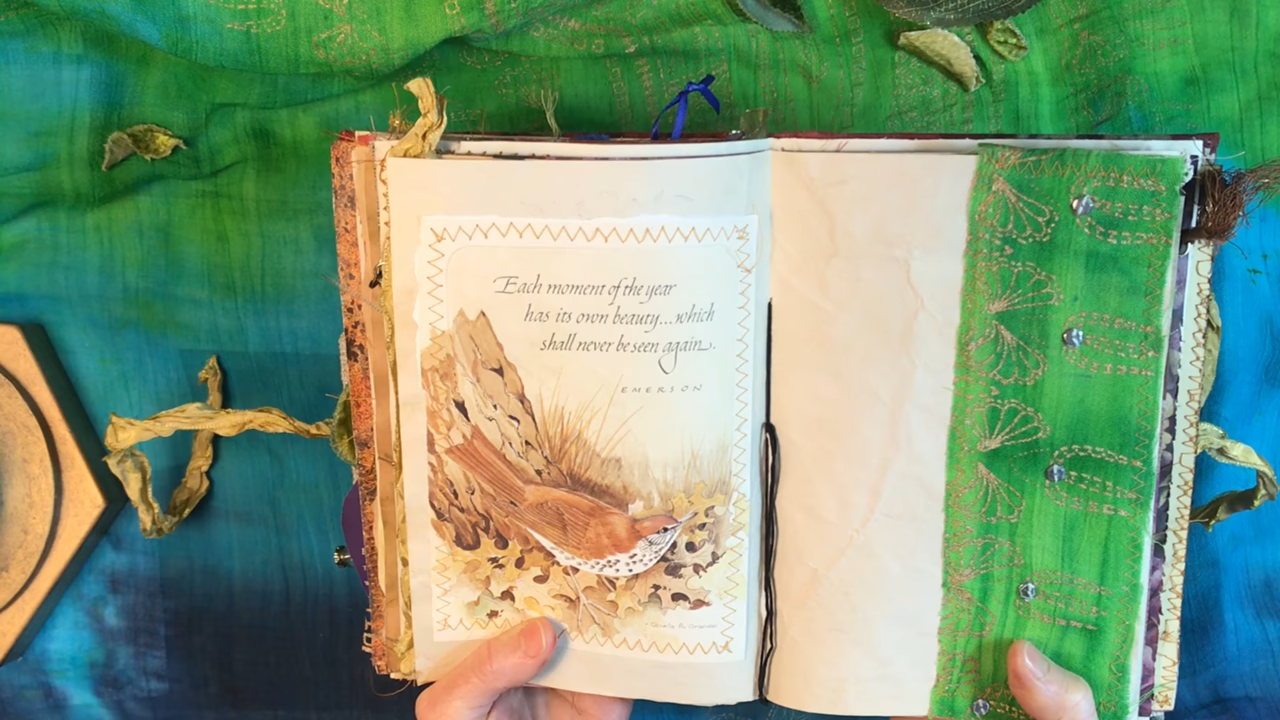 Each moment of the year
has its own beauty...which
shall never be seen again.
EMERSON